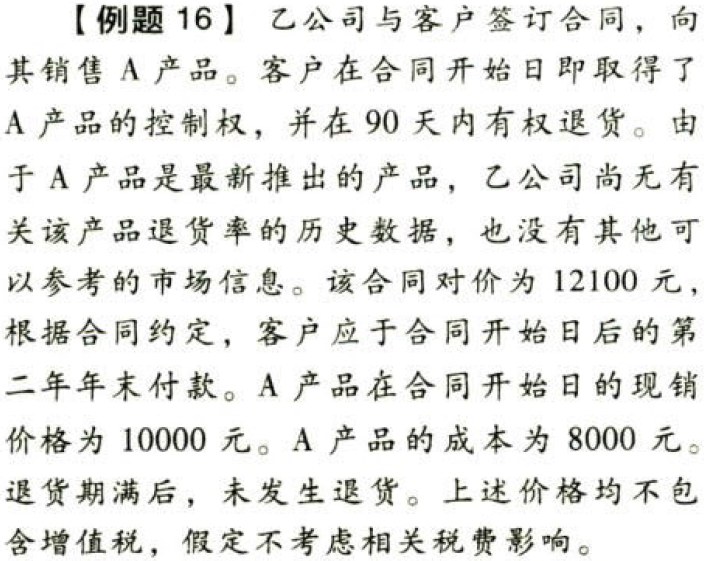 【例题 16】 乙公司与客户签订合同，向
其销售 A 产品。客户在合同开始日即取得了
A 产品的控制权，并在 90 天内有权退货。由
于 A 产品是最新推出的产品，乙公司尚无有
关该产品退货率的历史数据，也没有其他可
以参考的市场信息。该合同对价为 12100 元，
根据合同约定，客户应于合同开始日后的第
二年年末付款。A 产品在合同开始日的现销
价格为 10000 元。A 产品的成本为 8000 元。
退货期满后，未发生退货。上述价格均不包
含增值税，假定不考虑相关税费影响。